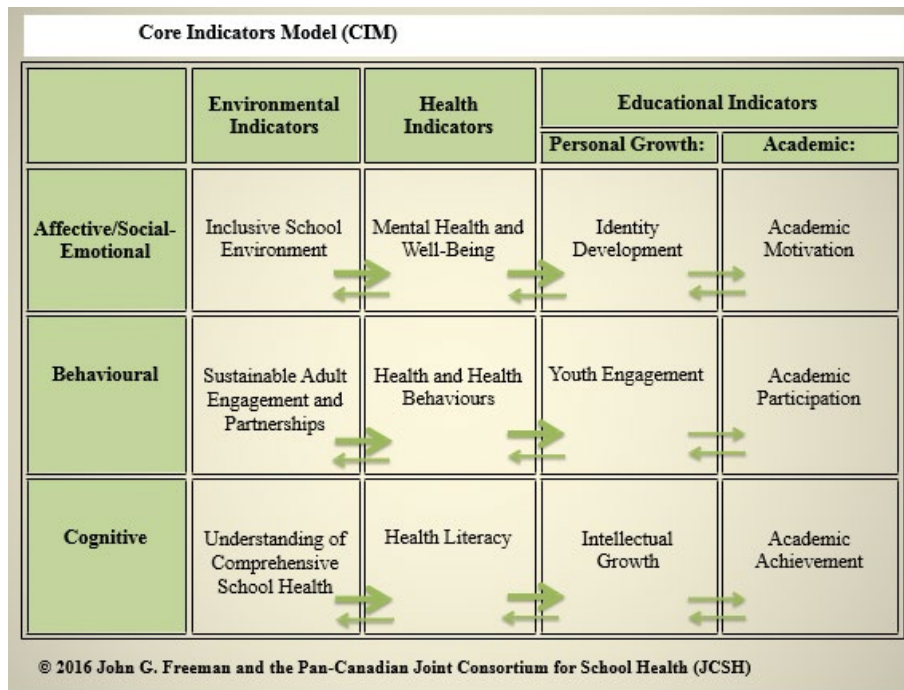 Core Indicators Model (CIM)
Environmental
Indicators
Health
Indicators
Educational Indicators
Personal Growth:
Academic:
Affective/Social-
Emotional
Inclusive School
Environment
Mental Health and
Well-Being
Identity
Development
Academic
Motivation
Behavioural
Sustainable Adult
Engagement and
Partnerships
Health and Health
Behaviours
Youth Engagement
Academic
Participation
Cognitive
Understanding of
Comprehensive
School Health
Health Literacy
Intellectual
Growth
Academic
Achievement
© 2016 John G. Freeman and the Pan-Canadian Joint Consortium for School Health (JCSH)